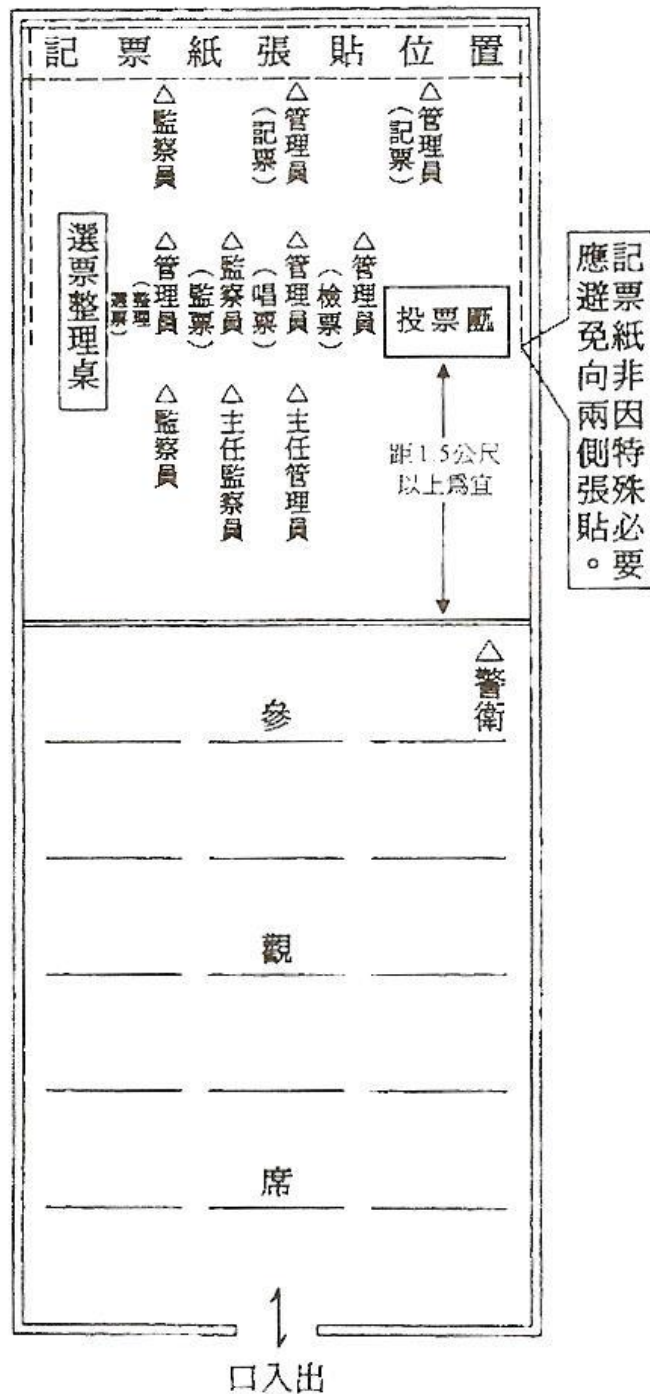 記票紙張貼位置
△監察員
△管理員
（記票）
△管理員
（記票）
選票整理桌
△管理員
（整理
選票）
△監察員
（監票）
△管理員
（唱票）
△管理員
（檢票）
投票匭
△監察員
△主任監察員
△主任管理員
距1.5公尺
以上爲宜
記票紙非因特殊必要
應避免向兩側張貼。
△警衛
參
觀
席
口入出